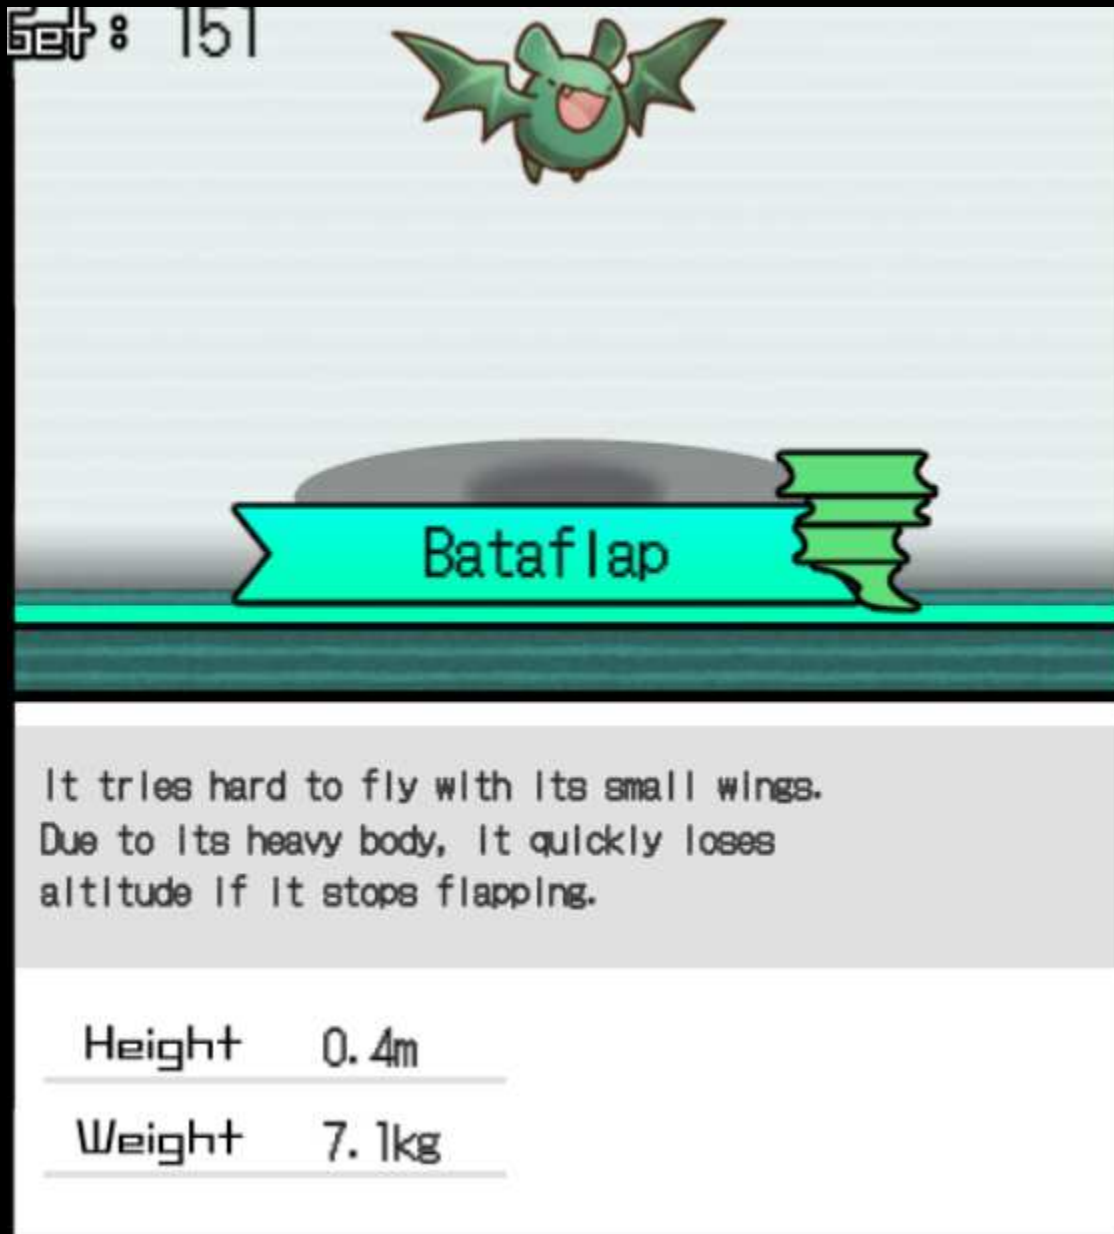 Get: 151
Bataflap
It tries hard to fly with its small wings.
Due to its heavy body, it quickly loses
altitude if it stops flapping.
Height 0.4m
Weight 7.1kg